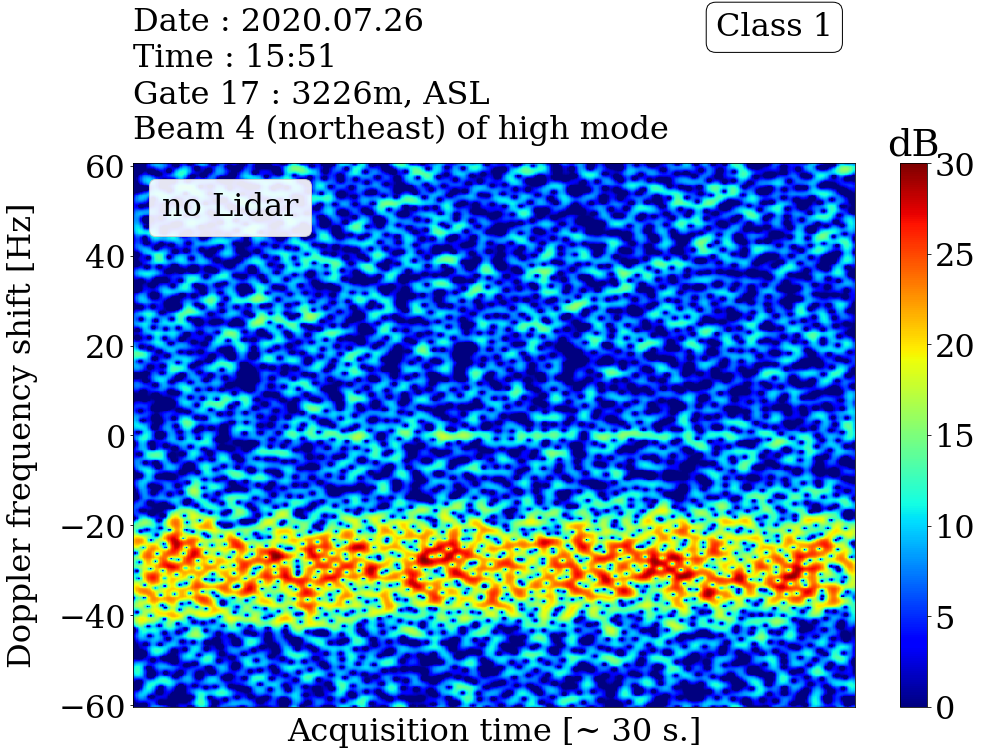 Date : 2020.07.26
Class 1
Time : 15:51
Gate 17 : 3226m, ASL
Beam 4 (northeast) of high mode
dB
no Lidar
Doppler frequency shift [Hz]
60
40
20
0
−20
−40
−60
30
25
20
15
10
5
0
Acquisition time [~ 30 s.]